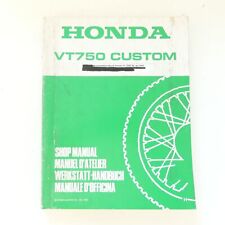 HONDA
VT750 CUSTOM
SHOP MANUAL
MANUEL D'ATELIER
WERKSTATT-HANDBUCH
MANUALE D'OFFICINA